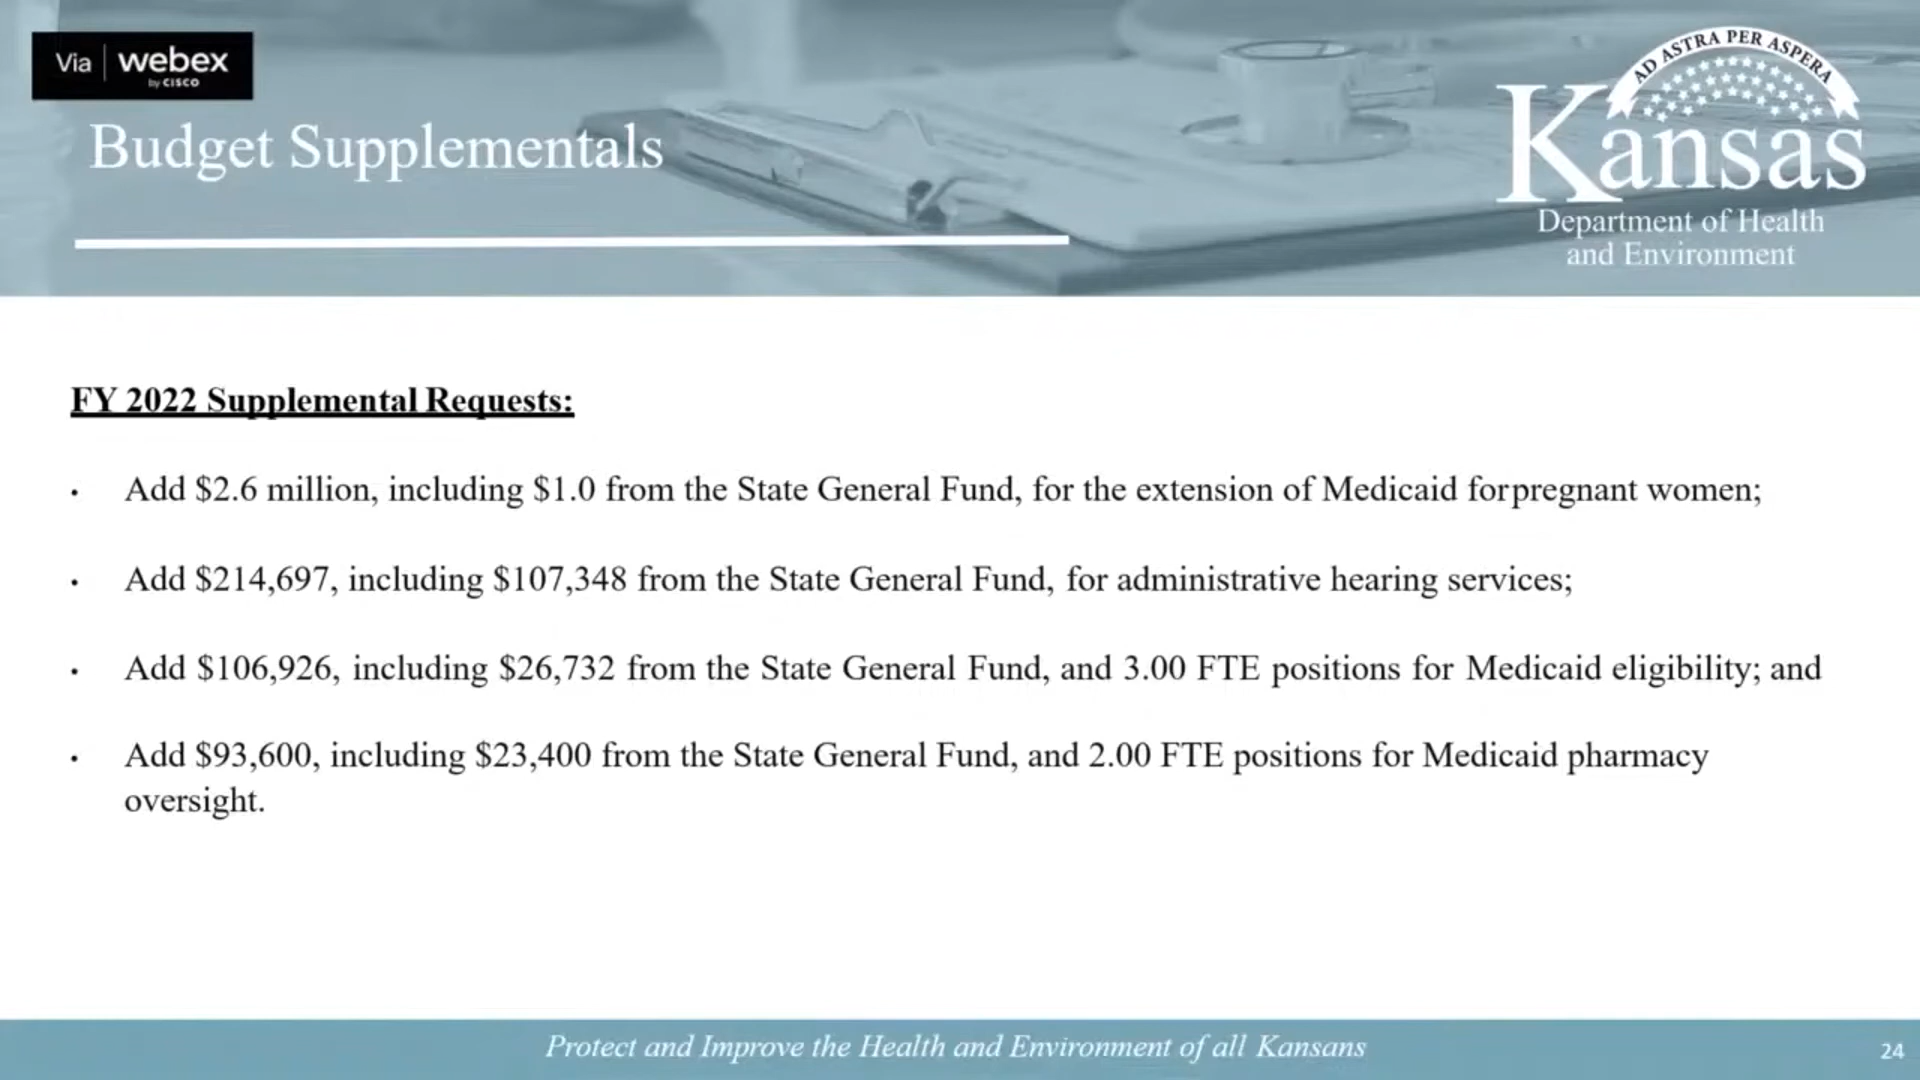 Via webex
by CISCO
Budget Supplementals
AD ASTRA PER ASPERA
Kansas
Department of Health
and Environment
FY 2022 Supplemental Requests:
• Add $2.6 million, including $1.0 from the State General Fund, for the extension of Medicaid forpregnant women;
• Add $214,697, including $107,348 from the State General Fund, for administrative hearing services;
• Add $106,926, including $26,732 from the State General Fund, and 3.00 FTE positions for Medicaid eligibility; and
• Add $93,600, including $23,400 from the State General Fund, and 2.00 FTE positions for Medicaid pharmacy
oversight.
Protect and Improve the Health and Environment of all Kansans
24